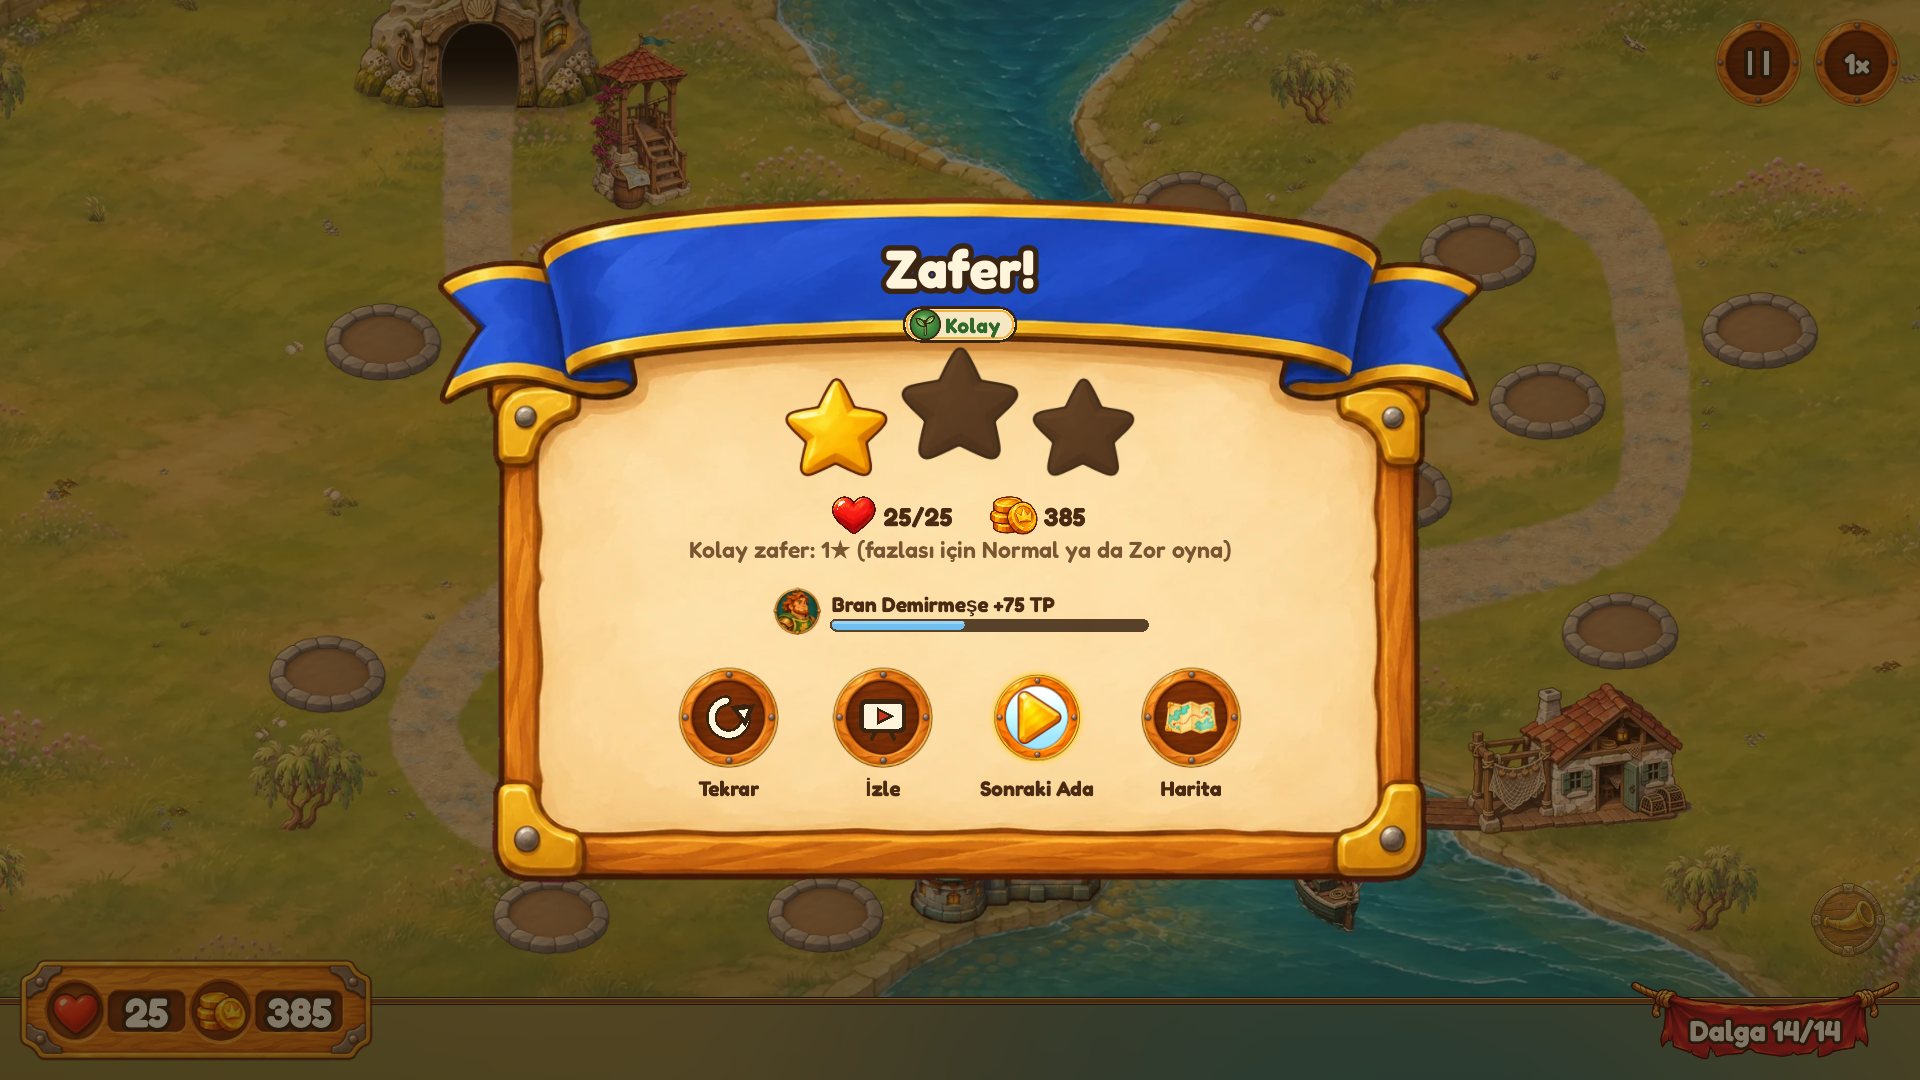 1x
Zafer!
Kolay
25/25 385
Kolay zafer: 1★ (fazlası için Normal ya da Zor oyna)
Bran Demirmeşe +75 TP
Tekrar İzle Sonraki Ada Harita
25 385
Dalga 14/14